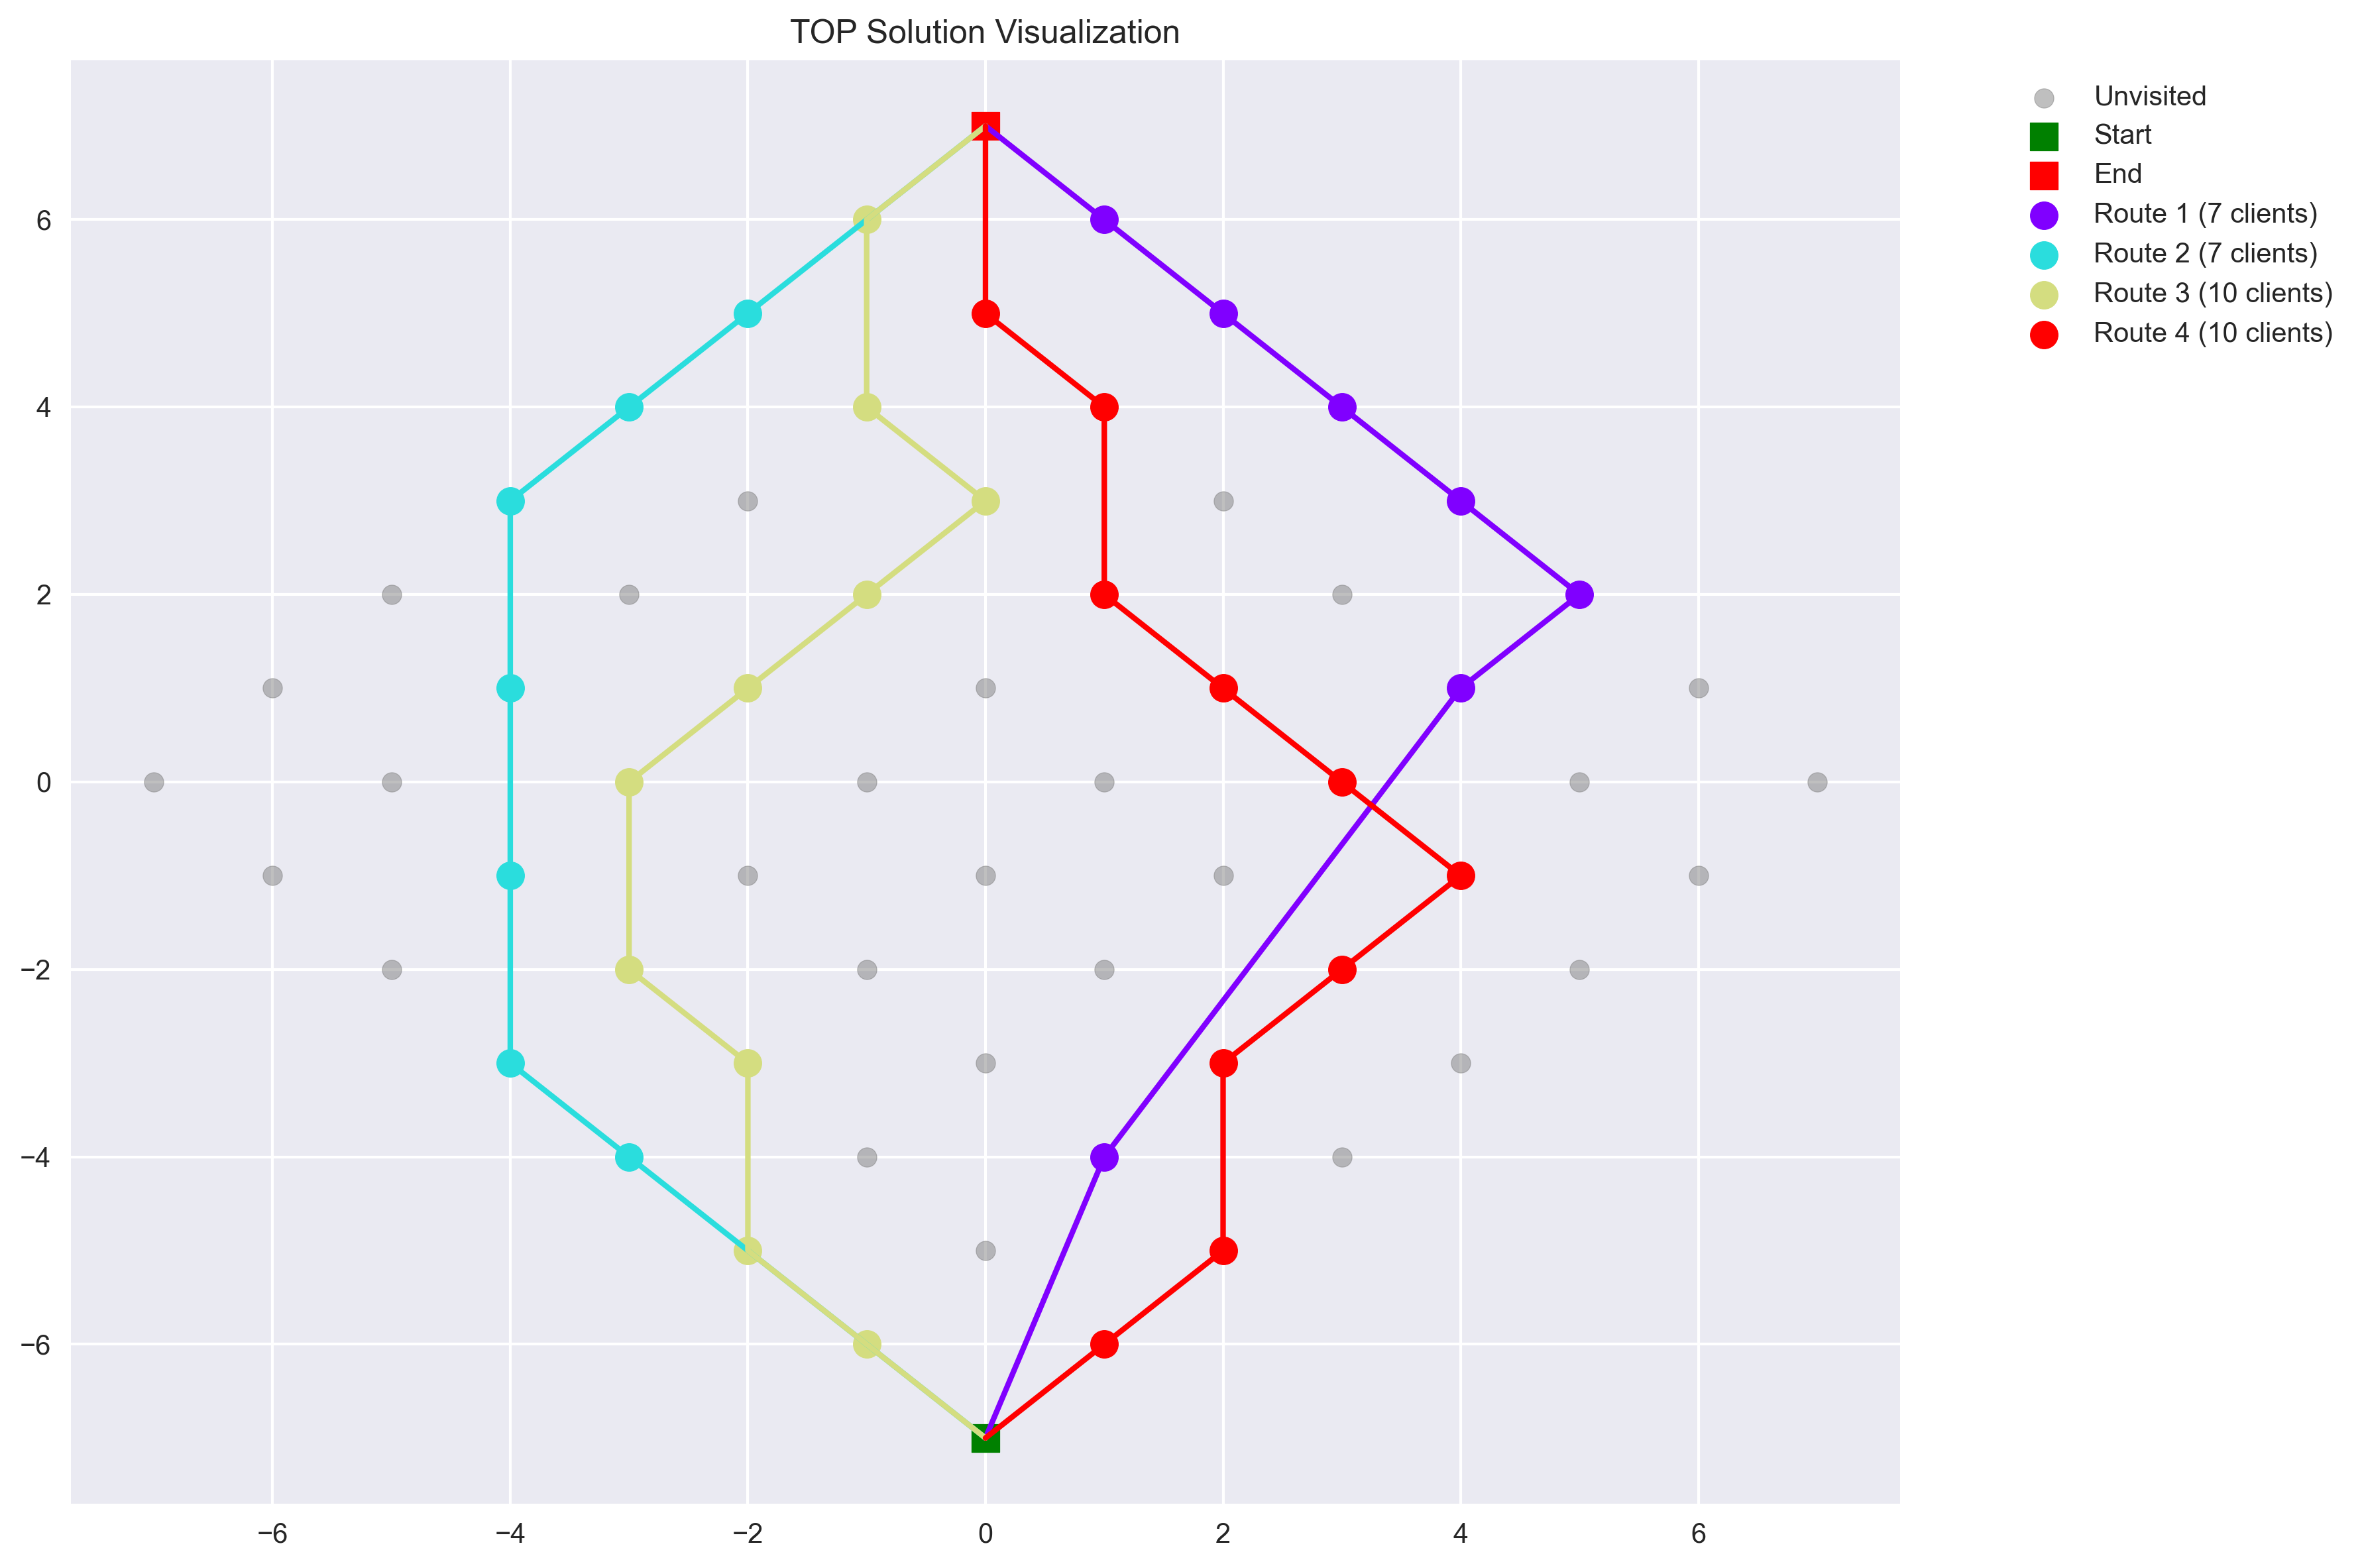 TOP Solution Visualization
Unvisited
Start
End
Route 1 (7 clients)
Route 2 (7 clients)
Route 3 (10 clients)
Route 4 (10 clients)
6
4
2
0
−2
−4
−6
−6 −4 −2 0 2 4 6